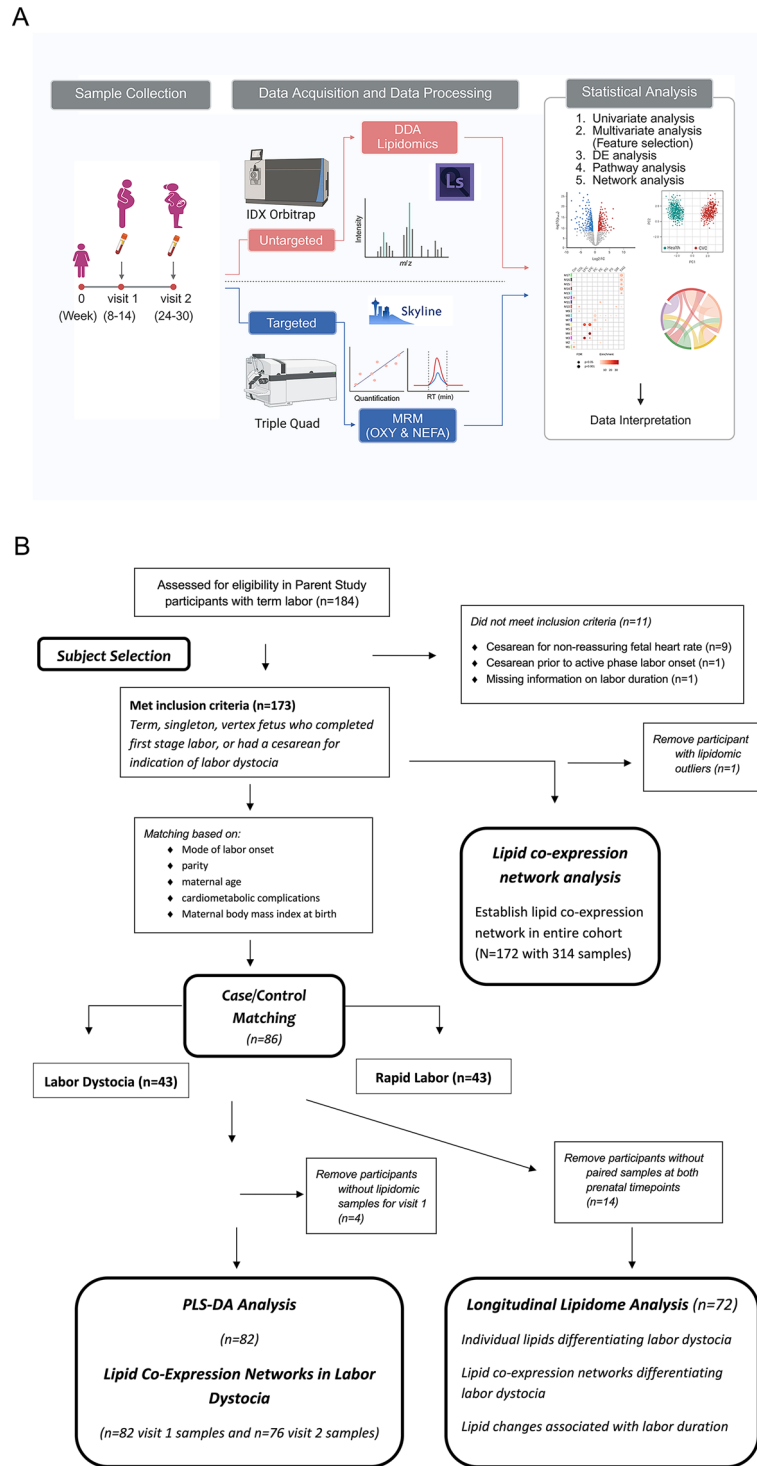 A
Sample Collection
Data Acquisition and Data Processing
Statistical Analysis
0
(Week)
visit 1
(8-14)
visit 2
(24-30)
IDX Orbitrap
Untargeted
DDA
Lipidomics
Ls
Intensity
m/z
Targeted
Skyline
Triple Quad
Quantification
RT (min)
MRM
(OXY & NEFA)
1. Univariate analysis
2. Multivariate analysis
(Feature selection)
3. DE analysis
4. Pathway analysis
5. Network analysis
Data Interpretation
B
Assessed for eligibility in Parent Study
participants with term labor (n=184)
Subject Selection
Did not meet inclusion criteria (n=11)
♦ Cesarean for non-reassuring fetal heart rate (n=9)
♦ Cesarean prior to active phase labor onset (n=1)
♦ Missing information on labor duration (n=1)
Met inclusion criteria (n=173)
Term, singleton, vertex fetus who completed
first stage labor, or had a cesarean for
indication of labor dystocia
Remove participant
with lipidomic
outliers (n=1)
Matching based on:
♦ Mode of labor onset
♦ parity
♦ maternal age
♦ cardiometabolic complications
♦ Maternal body mass index at birth
Lipid co-expression
network analysis
Establish lipid co-expression
network in entire cohort
(N=172 with 314 samples)
Case/Control
Matching
(n=86)
Labor Dystocia (n=43)
Rapid Labor (n=43)
Remove participants
without lipidomic
samples for visit 1
(n=4)
Remove participants without
paired samples at both
prenatal timepoints
(n=14)
PLS-DA Analysis
(n=82)
Lipid Co-Expression Networks in Labor
Dystocia
(n=82 visit 1 samples and n=76 visit 2 samples)
Longitudinal Lipidome Analysis (n=72)
Individual lipids differentiating labor dystocia
Lipid co-expression networks differentiating
labor dystocia
Lipid changes associated with labor duration